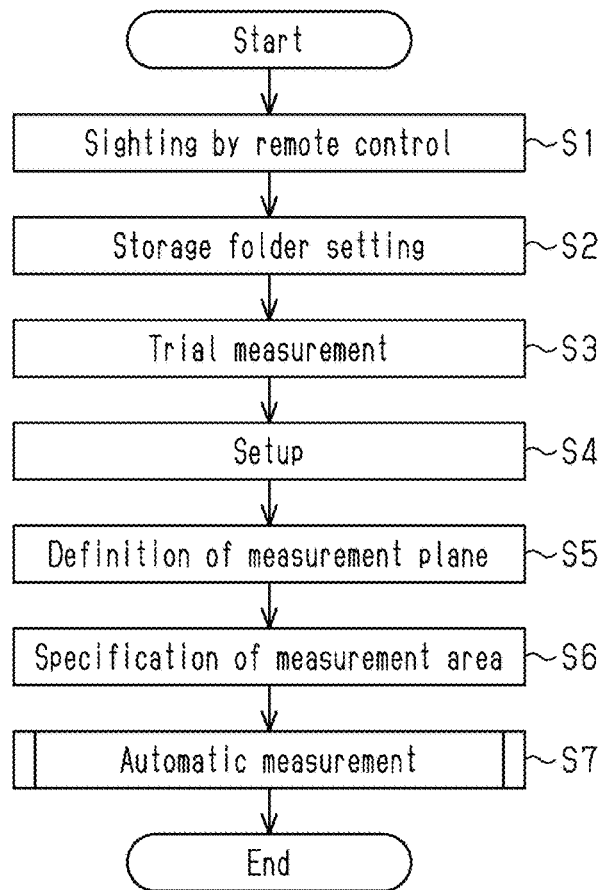 Start
Sighting by remote control ~S1
Storage folder setting ~S2
Trial measurement ~S3
Setup ~S4
Definition of measurement plane ~S5
Specification of measurement area ~S6
Automatic measurement ~S7
End